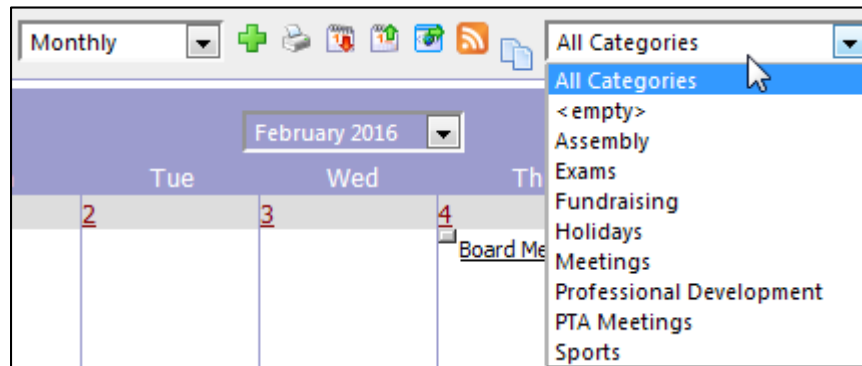 Monthly
All Categories
All Categories
<empty>
Assembly
Exams
Fundraising
Holidays
Meetings
Professional Development
PTA Meetings
Sports
February 2016
Tue Wed Th
2 3 4
Board Me